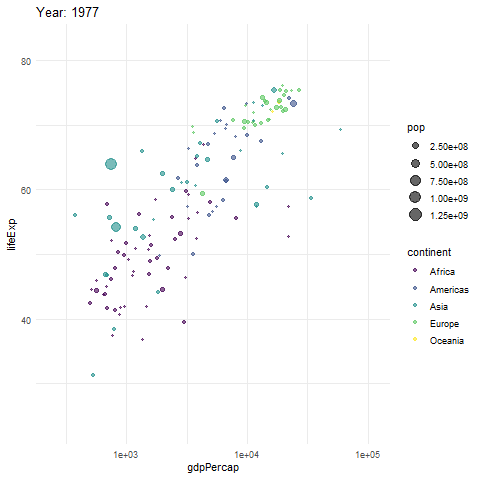 Year: 1977
80
60
40
lifeExp
1e+03
1e+04
1e+05
gdpPercap
pop
2.50e+08
5.00e+08
7.50e+08
1.00e+09
1.25e+09
continent
Africa
Americas
Asia
Europe
Oceania